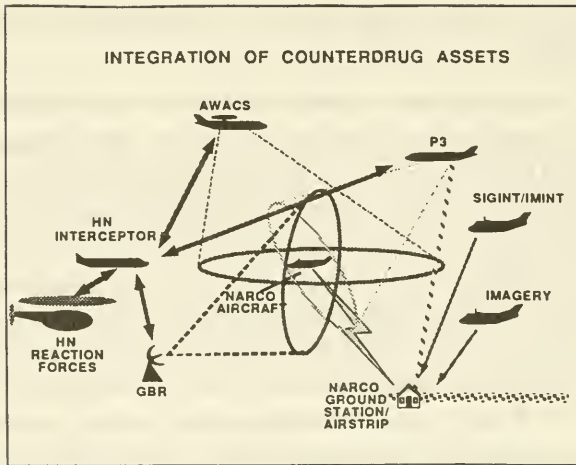 INTEGRATION OF COUNTERDRUG ASSETS
AWACS
P3
SIGINT/IMINT
HN
INTERCEPTOR
NARCO
AIRCRAFT
IMAGERY
HN
REACTION
FORCES
GBR
NARCO
GROUND
STATION/
AIRSTRIP